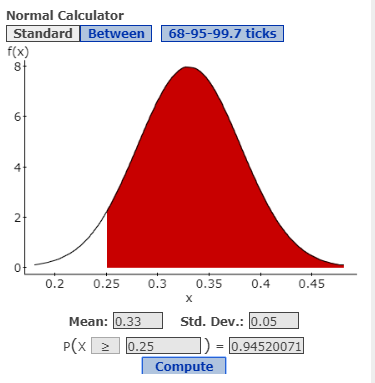 Normal Calculator
Standard Between 68-95-99.7 ticks
f(x)
8
6
4
2
0
0.2 0.25 0.3 0.35 0.4 0.45
x
Mean: 0.33 Std. Dev.: 0.05
P(X ≥ 0.25 ) = 0.94520071
Compute